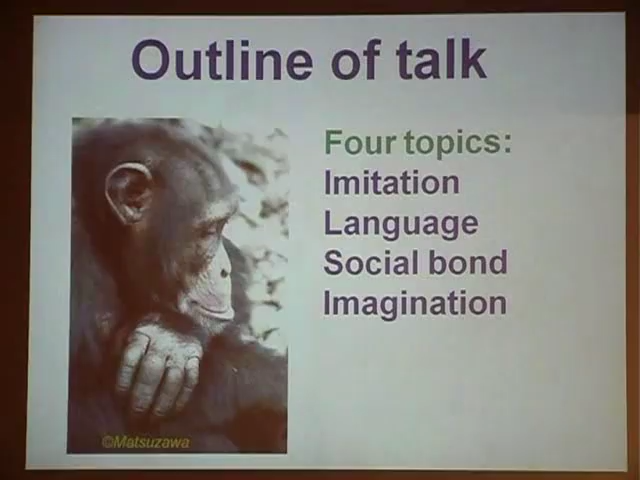 Outline of talk
Four topics:
Imitation
Language
Social bond
Imagination
©Matsuzawa